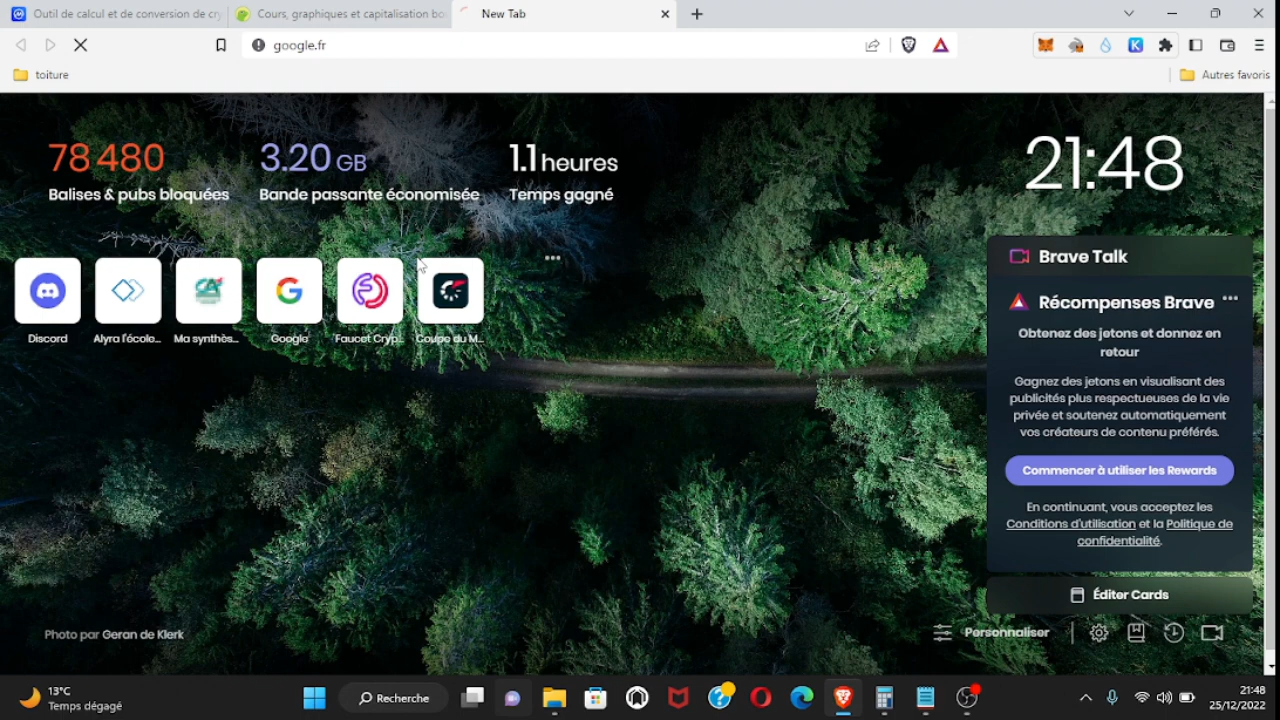 Outil de calcul et de conversion de cry
Cours, graphiques et capitalisation bo
New Tab
google.fr
toiture
Autres favoris
78 480
Balises & pubs bloquées
3.20 GB
Bande passante économisée
1.1 heures
Temps gagné
21:48
Discord
Alyra l'école...
Ma synthès...
Google
Faucet Cryp...
Coupe du M...
Brave Talk
Récompenses Brave
Obtenez des jetons et donnez en
retour
Gagnez des jetons en visualisant des
publicités plus respectueuses de la vie
privée et soutenez automatiquement
vos créateurs de contenu préférés.
Commencer à utiliser les Rewards
En continuant, vous acceptez les
Conditions d'utilisation et la Politique de
confidentialité.
Éditer Cards
Photo par Geran de Klerk
Personnaliser
13°C
Temps dégagé
Recherche
21:48
25/12/2022